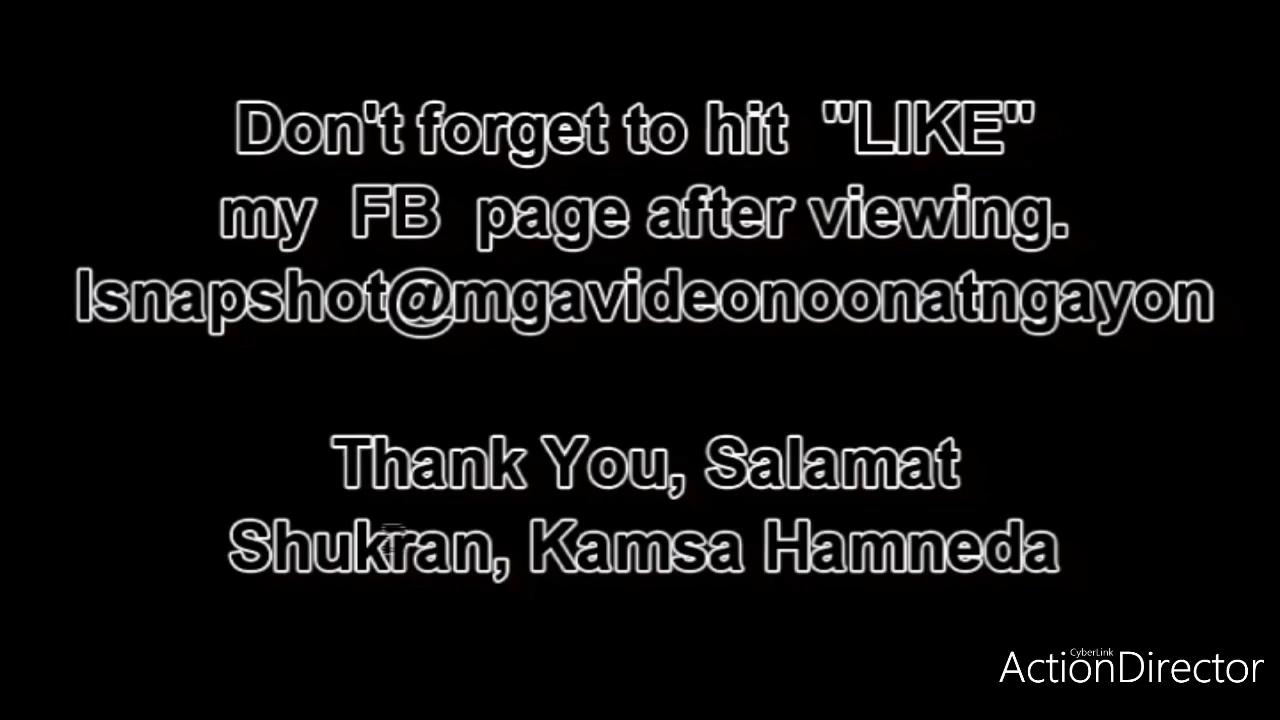 Don't forget to hit "LIKE"
my FB page after viewing.
Isnapshot@mgavideonoonatngayon
Thank You, Salamat
Shukran, Kamsa Hamneda
CyberLink
ActionDirector